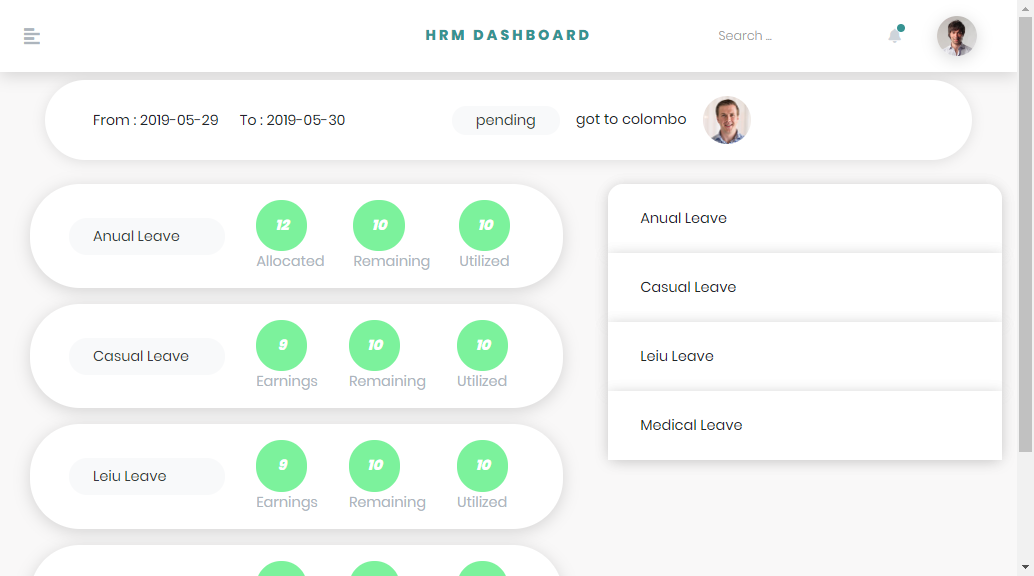 HRM DASHBOARD Search ...
From : 2019-05-29 To : 2019-05-30 pending got to colombo
Anual Leave 12 10 10
Allocated Remaining Utilized
Casual Leave 9 10 10
Earnings Remaining Utilized
Leiu Leave 9 10 10
Earnings Remaining Utilized
Anual Leave
Casual Leave
Leiu Leave
Medical Leave